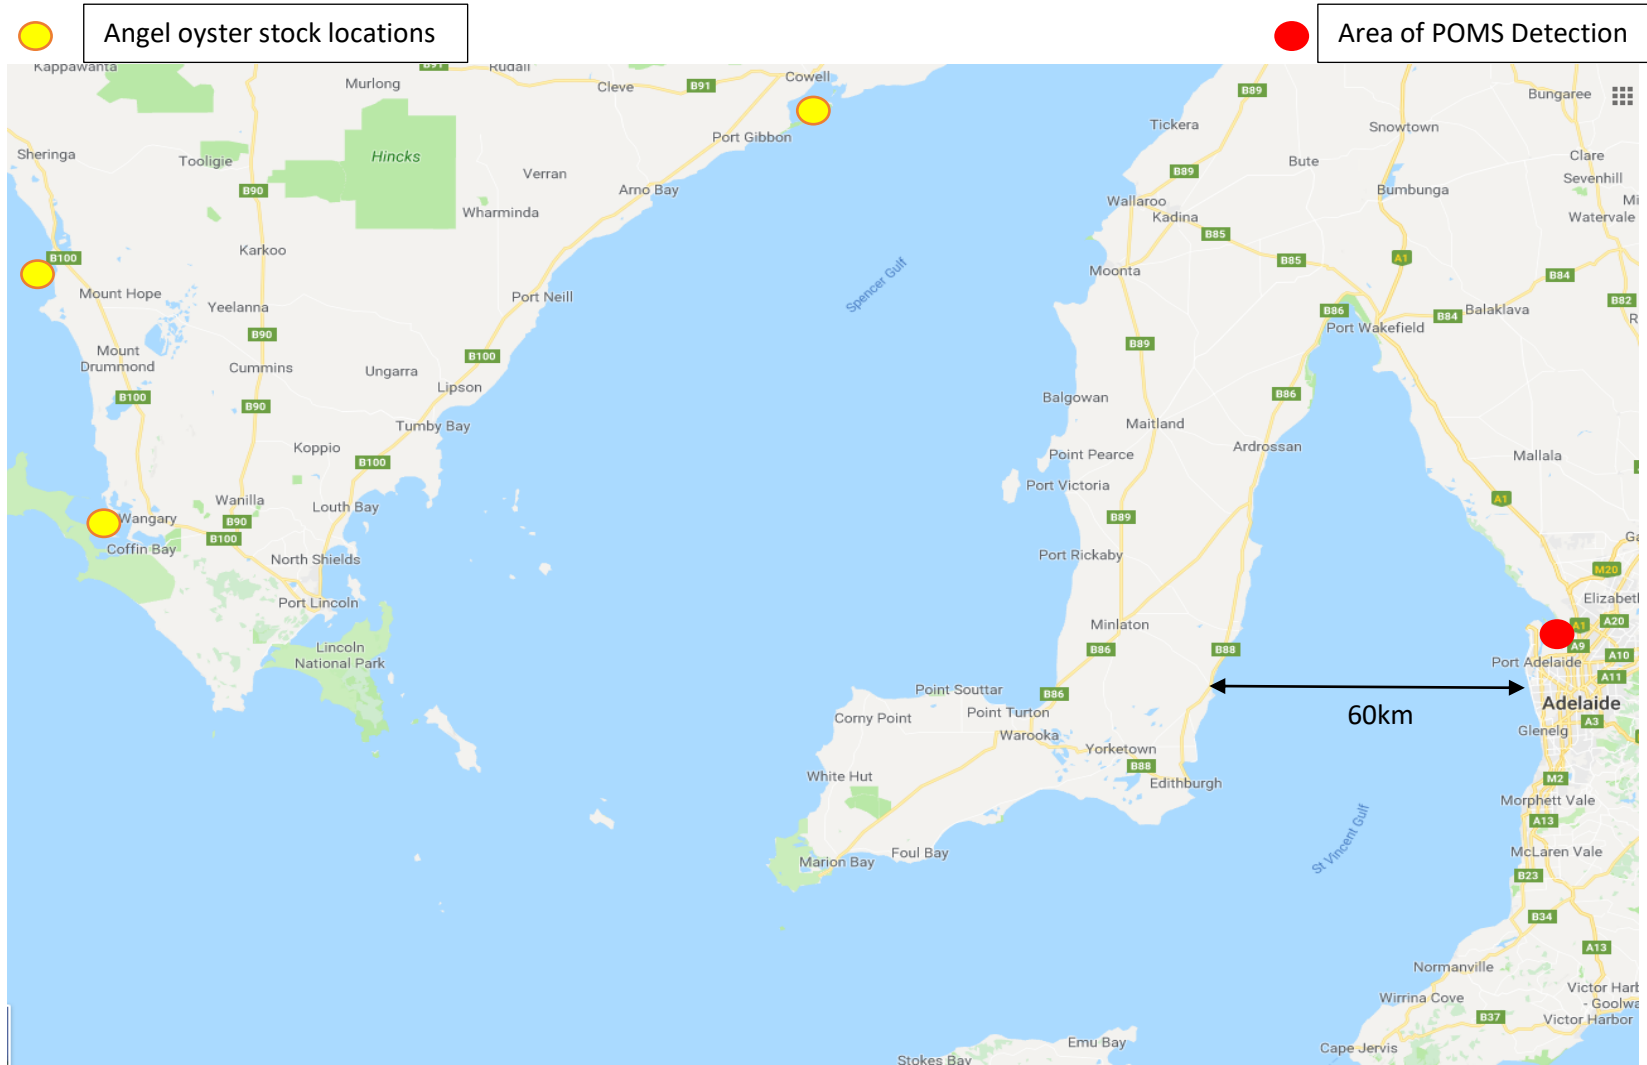 Angel oyster stock locations
Area of POMS Detection
Kappawanta
B91
Rudall
Murlong
Cleve
B91
Cowell
B89
Bungaree
Port Gibbon
Tickera
Snowtown
Sheringa
Tooligie
Hincks
Verran
Bute
Clare
Sevenhill
B90
Arno Bay
B89
Bumbunga
Mi
Wharminda
Wallaroo
Kadina
Watervale
B85
Karkoo
B100
B85
A1
Moonta
B84
Spencer Gulf
Mount Hope
Yeelanna
Port Neill
B82
B86
B84
Balaklava
R
Port Wakefield
B90
Mount
Drummond
Cummins
Ungarra
B100
B89
Lipson
B100
B90
Balgowan
B86
Maitland
Tumby Bay
Koppio
Ardrossan
B100
Point Pearce
Mallala
Port Victoria
Wanilla
Louth Bay
A1
Wangary
B90
B89
B100
Coffin Bay
North Shields
Port Rickaby
Ga
M20
Port Lincoln
Elizabet
Minlaton
A1
A20
Lincoln
National Park
B86
B88
A9
A10
Port Adelaide
A11
Point Souttar
B86
60km
Adelaide
Corny Point
Point Turton
A3
Warooka
Glenelg
Yorketown
B88
White Hut
Edithburgh
M2
Morphett Vale
A13
St Vincent Gulf
Marion Bay
Foul Bay
McLaren Vale
B23
B34
A13
Normanville
Wirrina Cove
Victor Harb
- Goolwa
B37
Victor Harbor
Emu Bay
Cape Jervis
Stokes Bay